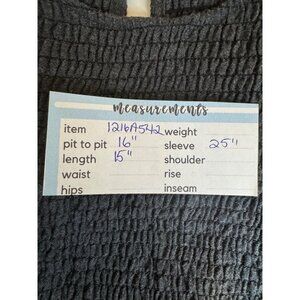 measurements
item 1216A542 weight
pit to pit 16" sleeve 25"
length 15" shoulder
waist rise
hips inseam